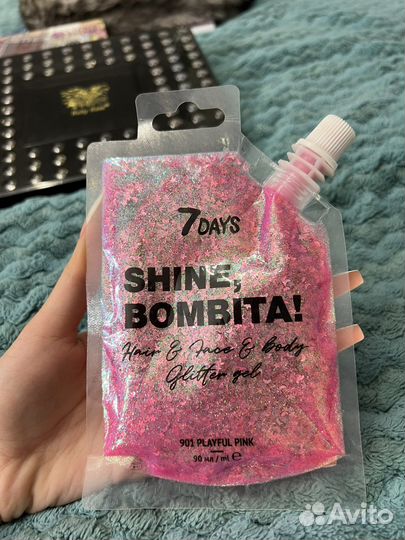 7DAYS
SHINE,
BOMBITA!
Hair & Face & Body
Glitter gel
901 PLAYFUL PINK
90 мл / ml ℮
Avito